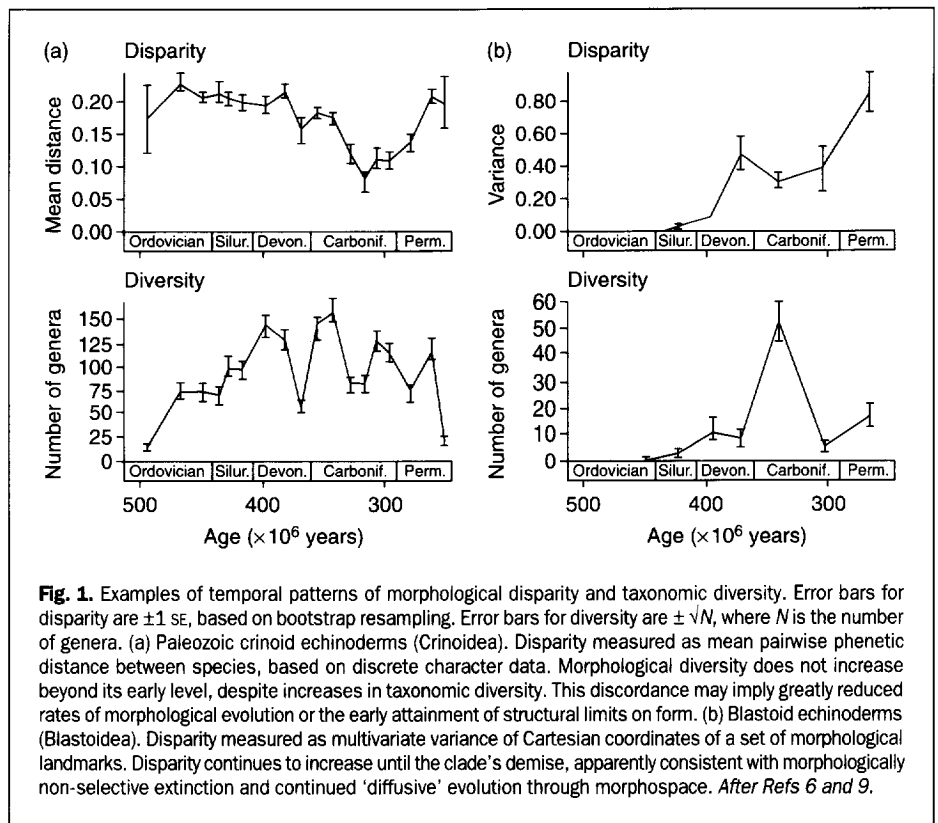 (a) Disparity
Mean distance
0.20
0.15
0.10
0.05
0.00
Ordovician Silur. Devon. Carbonif. Perm.
Diversity
Number of genera
150
125
100
75
50
25
0
Ordovician Silur. Devon. Carbonif. Perm.
500 400 300
Age (×10⁶ years)
(b) Disparity
Variance
0.80
0.60
0.40
0.20
0.00
Ordovician Silur. Devon. Carbonif. Perm.
Diversity
Number of genera
60
50
40
30
20
10
0
Ordovician Silur. Devon. Carbonif. Perm.
500 400 300
Age (×10⁶ years)
Fig. 1. Examples of temporal patterns of morphological disparity and taxonomic diversity. Error bars for
disparity are ±1 SE, based on bootstrap resampling. Error bars for diversity are ± √N, where N is the number
of genera. (a) Paleozoic crinoid echinoderms (Crinoidea). Disparity measured as mean pairwise phenetic
distance between species, based on discrete character data. Morphological diversity does not increase
beyond its early level, despite increases in taxonomic diversity. This discordance may imply greatly reduced
rates of morphological evolution or the early attainment of structural limits on form. (b) Blastoid echinoderms
(Blastoidea). Disparity measured as multivariate variance of Cartesian coordinates of a set of morphological
landmarks. Disparity continues to increase until the clade's demise, apparently consistent with morphologically
non-selective extinction and continued 'diffusive' evolution through morphospace. After Refs 6 and 9.